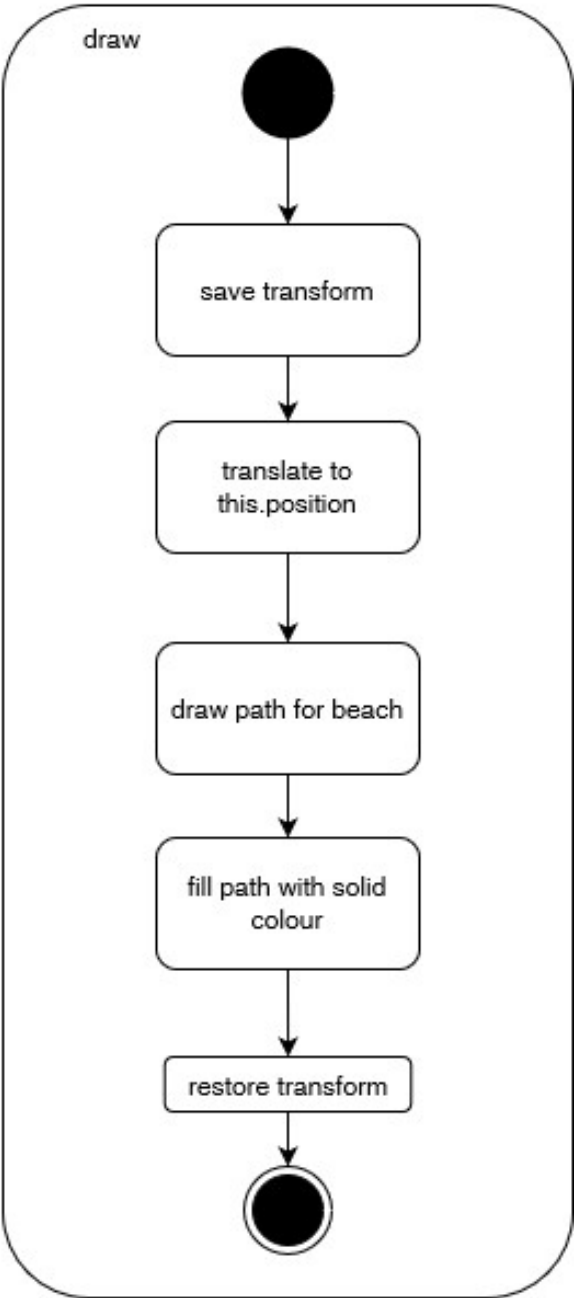 draw
save transform
translate to
this.position
draw path for beach
fill path with solid
colour
restore transform